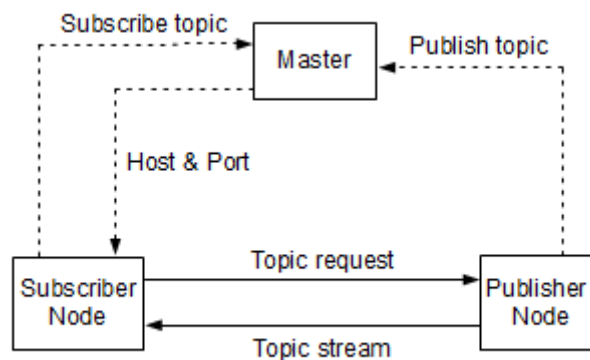 Subscribe topic
Master
Publish topic
Host & Port
Subscriber
Node
Topic request
Publisher
Node
Topic stream